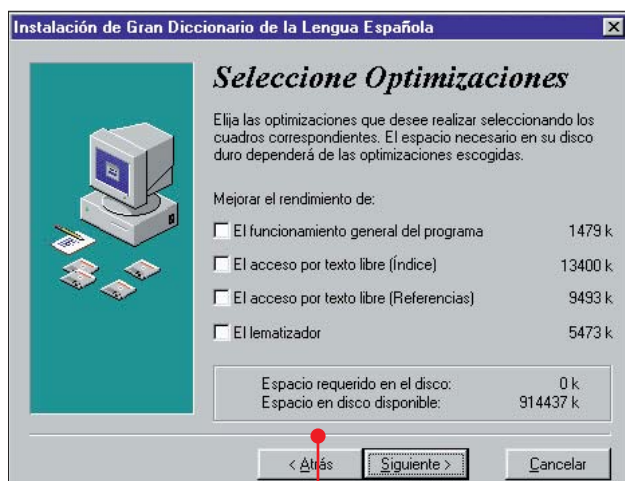 Instalación de Gran Diccionario de la Lengua Española
Seleccione Optimizaciones
Elija las optimizaciones que desee realizar seleccionando los
cuadros correspondientes. El espacio necesario en su disco
duro dependerá de las optimizaciones escogidas.
Mejorar el rendimiento de:
El funcionamiento general del programa 1479 k
El acceso por texto libre (Índice) 13400 k
El acceso por texto libre (Referencias) 9493 k
El lematizador 5473 k
Espacio requerido en el disco: 0 k
Espacio en disco disponible: 914437 k
< Atrás Siguiente > Cancelar